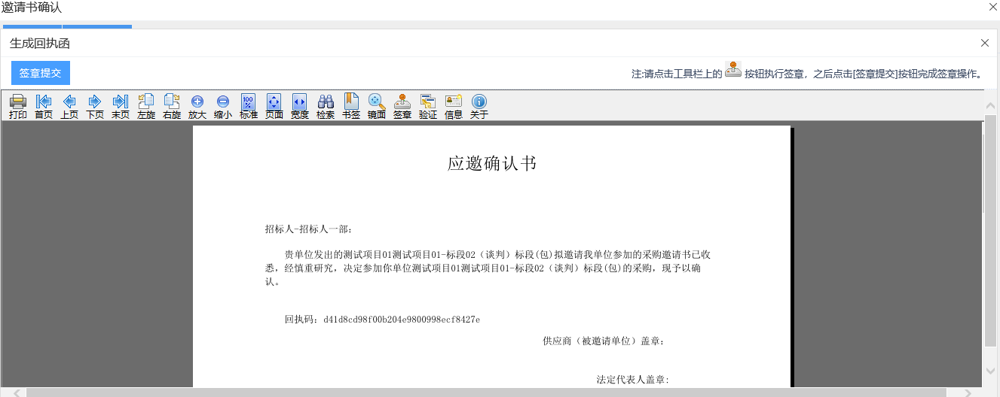 邀请书确认
生成回执函
签章提交
注:请点击工具栏上的 按钮执行签章，之后点击[签章提交]按钮完成签章操作。
打印 首页 上页 下页 末页 左旋 右旋 放大 缩小 标准 页面 宽度 检索 书签 镜面 签章 验证 信息 关于
应邀确认书
招标人-招标人一部：
贵单位发出的测试项目01测试项目01-标段02（谈判）标段(包)拟邀请我单位参加的采购邀请书已收
悉，经慎重研究，决定参加你单位测试项目01测试项目01-标段02（谈判）标段(包)的采购，现予以确
认。
回执码：d41d8cd98f00b204e9800998ecf8427e
供应商（被邀请单位）盖章：
法定代表人盖章: